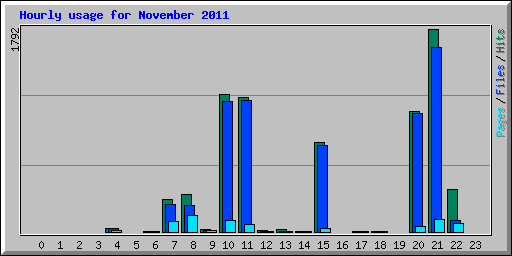 Hourly usage for November 2011
1792
Pages/Files/Hits
0 1 2 3 4 5 6 7 8 9 10 11 12 13 14 15 16 17 18 19 20 21 22 23